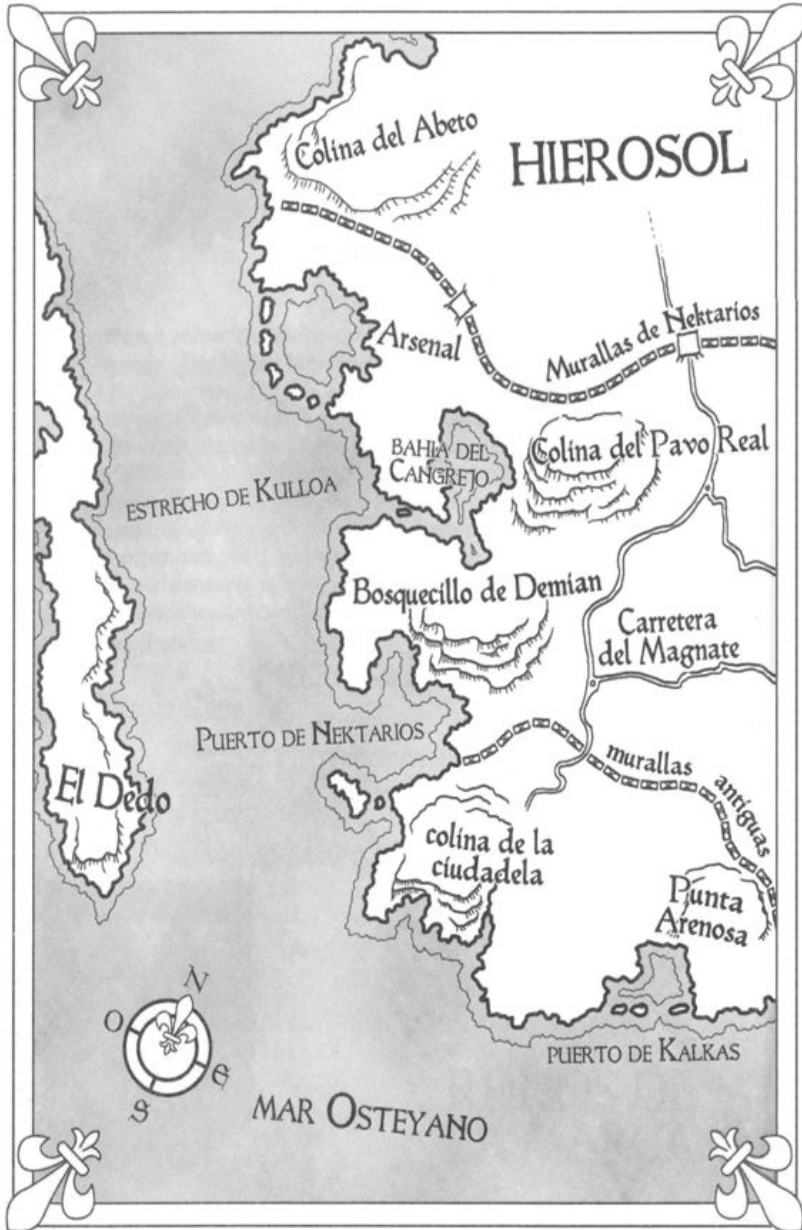 HIEROSOL
Colina del Abeto
Murallas de Nektarios
Arsenal
BAHIA DEL
CANGREJO
Colina del Pavo Real
ESTRECHO DE KULLOA
Bosquecillo de Demian
Carretera
del Magnate
PUERTO DE NEKTARIOS
murallas
antiguas
El Dedo
colina de la
ciudadela
Punta
Arenosa
N
O
E
S
PUERTO DE KALKAS
MAR OSTEYANO